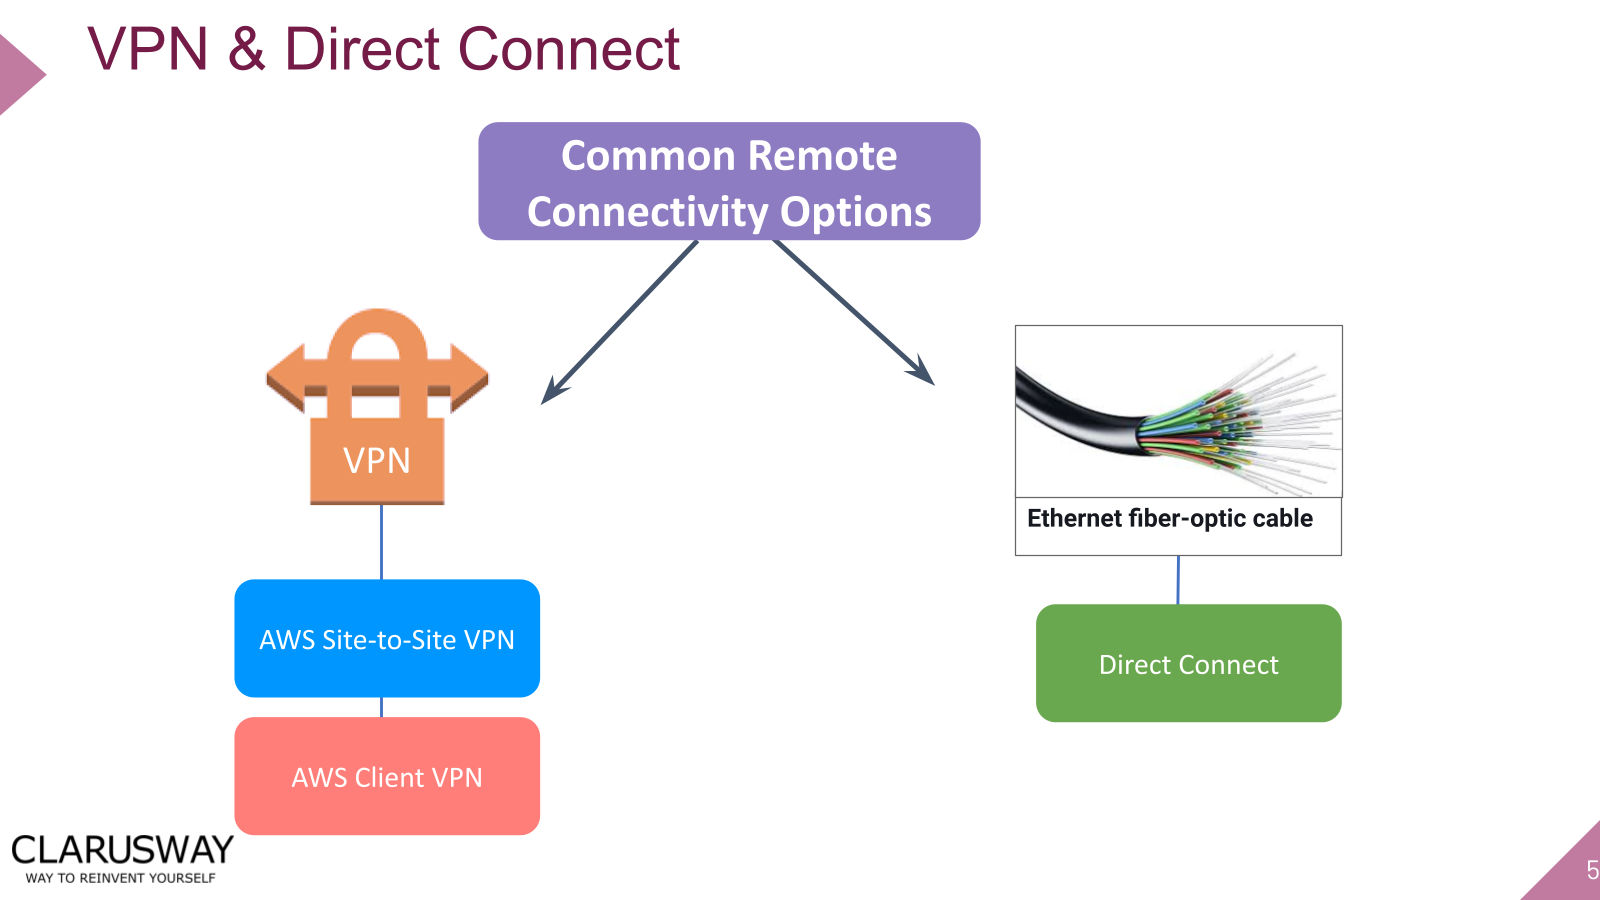 VPN & Direct Connect
Common Remote
Connectivity Options
VPN
Ethernet fiber-optic cable
AWS Site-to-Site VPN
Direct Connect
AWS Client VPN
CLARUSWAY
WAY TO REINVENT YOURSELF
5